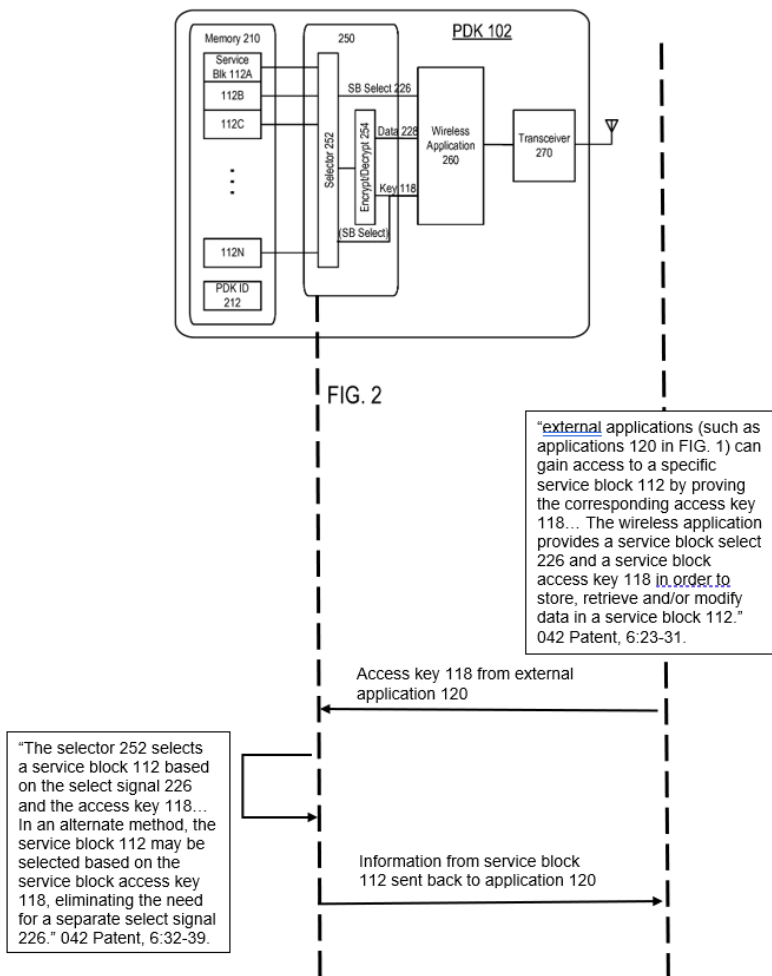 PDK 102
Memory 210
250
Service
Blk 112A
112B
112C
112N
PDK ID
212
Selector 252
SB Select 226
Encrypt/Decrypt 254
Data 228
Key 118
(SB Select)
Wireless
Application
260
Transceiver
270
FIG. 2
“external applications (such as
applications 120 in FIG. 1) can
gain access to a specific
service block 112 by proving
the corresponding access key
118… The wireless application
provides a service block select
226 and a service block
access key 118 in order to
store, retrieve and/or modify
data in a service block 112.”
042 Patent, 6:23-31.
Access key 118 from external
application 120
“The selector 252 selects
a service block 112 based
on the select signal 226
and the access key 118…
In an alternate method, the
service block 112 may be
selected based on the
service block access key
118, eliminating the need
for a separate select signal
226.” 042 Patent, 6:32-39.
Information from service block
112 sent back to application 120